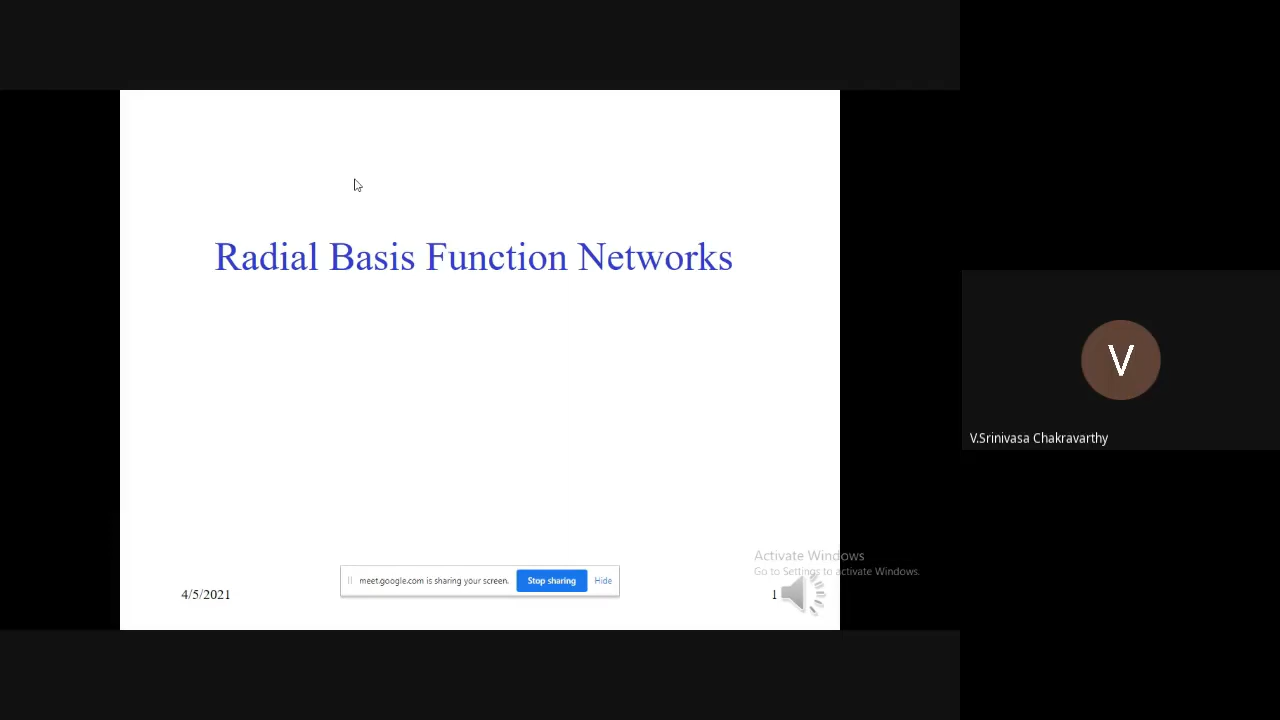 Radial Basis Function Networks
V
V.Srinivasa Chakravarthy
Activate Windows
Go to Settings to activate Windows.
meet.google.com is sharing your screen. Stop sharing Hide
4/5/2021
1